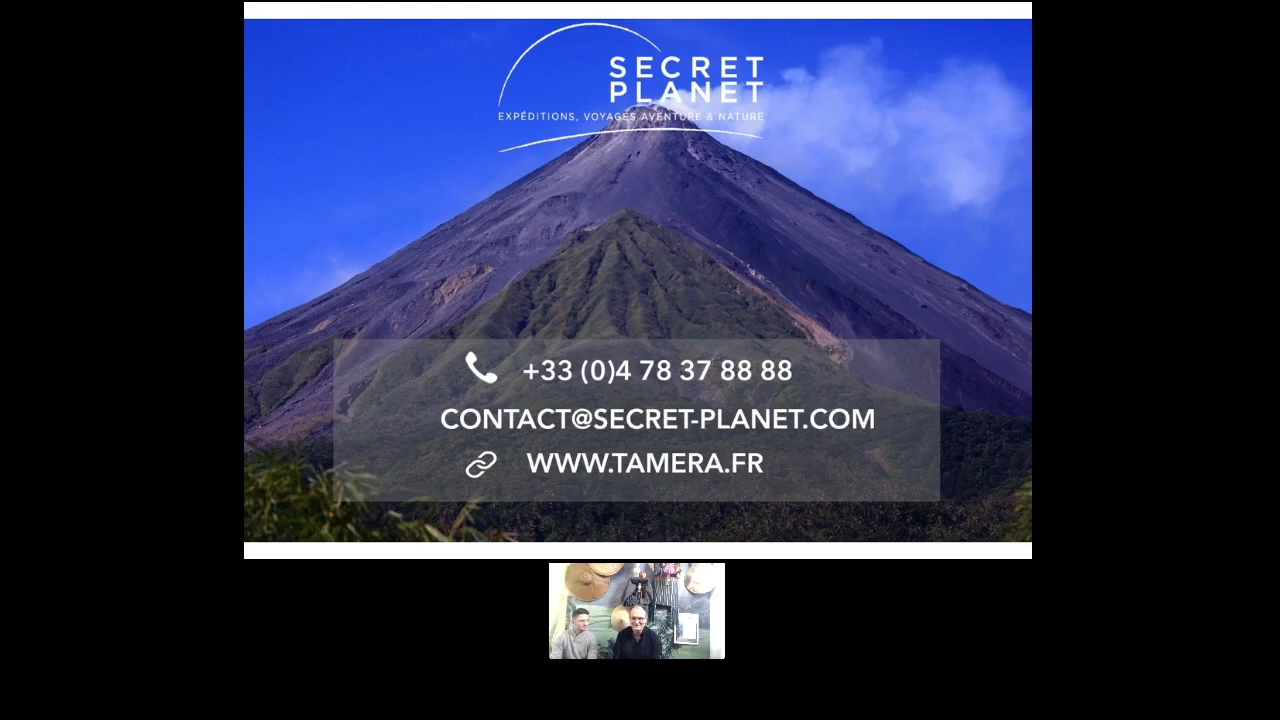 SECRET
PLANET
EXPÉDITIONS, VOYAGES AVENTURE & NATURE
+33 (0)4 78 37 88 88
CONTACT@SECRET-PLANET.COM
WWW.TAMERA.FR